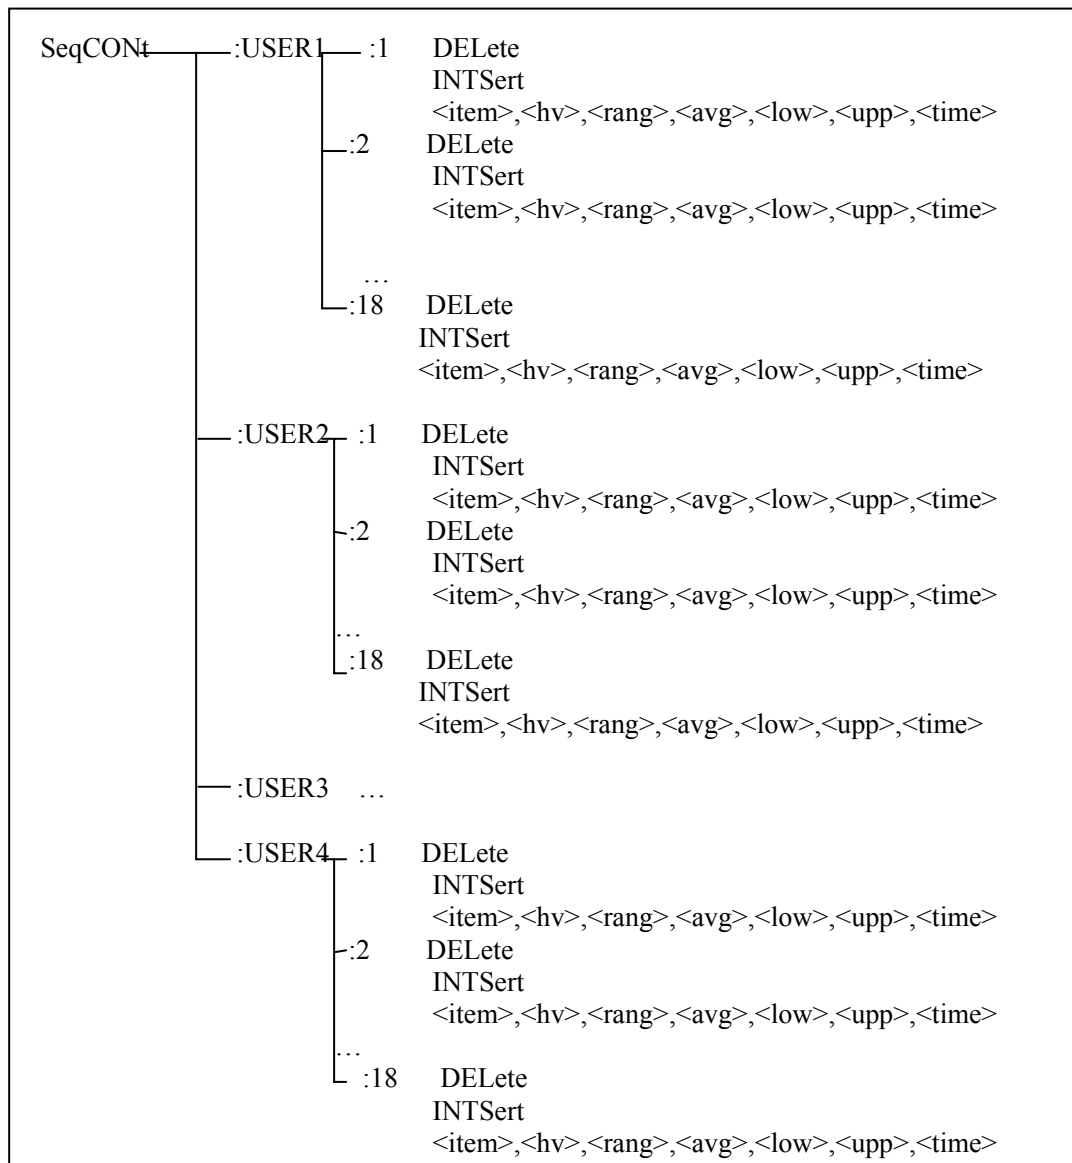 SeqCONt :USER1 :1 DELete
INTSert
<item>,<hv>,<rang>,<avg>,<low>,<upp>,<time>
:2 DELete
INTSert
<item>,<hv>,<rang>,<avg>,<low>,<upp>,<time>
…
:18 DELete
INTSert
<item>,<hv>,<rang>,<avg>,<low>,<upp>,<time>
:USER2 :1 DELete
INTSert
<item>,<hv>,<rang>,<avg>,<low>,<upp>,<time>
:2 DELete
INTSert
<item>,<hv>,<rang>,<avg>,<low>,<upp>,<time>
…
:18 DELete
INTSert
<item>,<hv>,<rang>,<avg>,<low>,<upp>,<time>
:USER3 …
:USER4 :1 DELete
INTSert
<item>,<hv>,<rang>,<avg>,<low>,<upp>,<time>
:2 DELete
INTSert
<item>,<hv>,<rang>,<avg>,<low>,<upp>,<time>
…
:18 DELete
INTSert
<item>,<hv>,<rang>,<avg>,<low>,<upp>,<time>